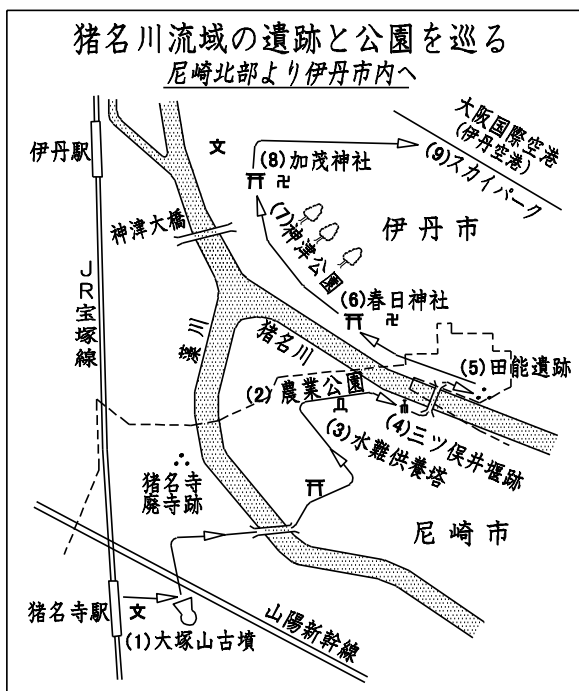 猪名川流域の遺跡と公園を巡る
尼崎北部より伊丹市内へ
大阪国際空港
(伊丹空港)
(9)スカイパーク
伊丹駅
文
(8)加茂神社
卍
神津大橋
(7)神津公園
伊丹市
JR宝塚線
(6)春日神社
卍
猪名川
藻川
(5)田能遺跡
(2)農業公園
(4)三ツ俣井堰跡
(3)水難供養塔
猪名寺
廃寺跡
尼崎市
猪名寺駅
文
(1)大塚山古墳
山陽新幹線